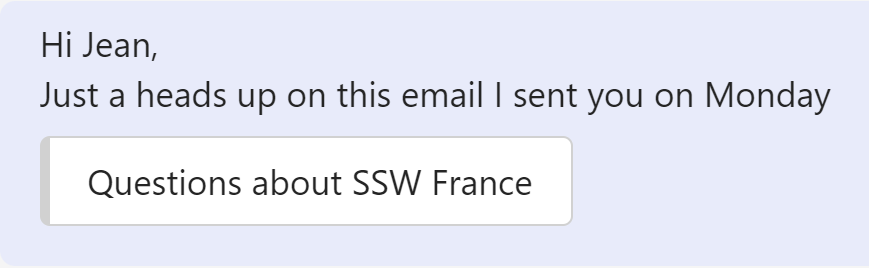 Hi Jean,
Just a heads up on this email I sent you on Monday
Questions about SSW France